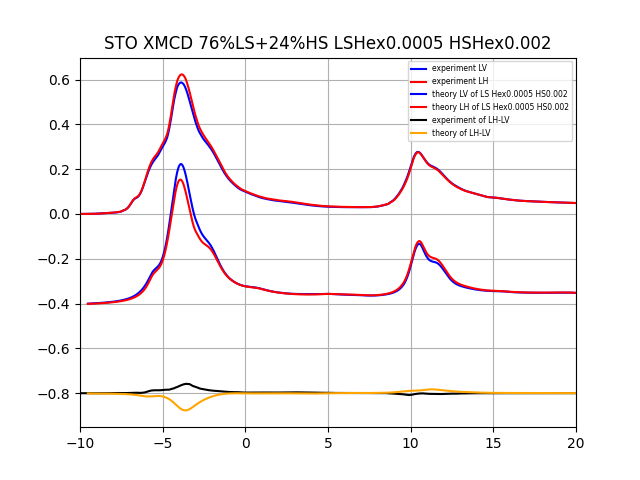 STO XMCD 76%LS+24%HS LSHex0.0005 HSHex0.002
experiment LV
experiment LH
theory LV of LS Hex0.0005 HS0.002
theory LH of LS Hex0.0005 HS0.002
experiment of LH-LV
theory of LH-LV
0.6
0.4
0.2
0.0
−0.2
−0.4
−0.6
−0.8
−10 −5 0 5 10 15 20